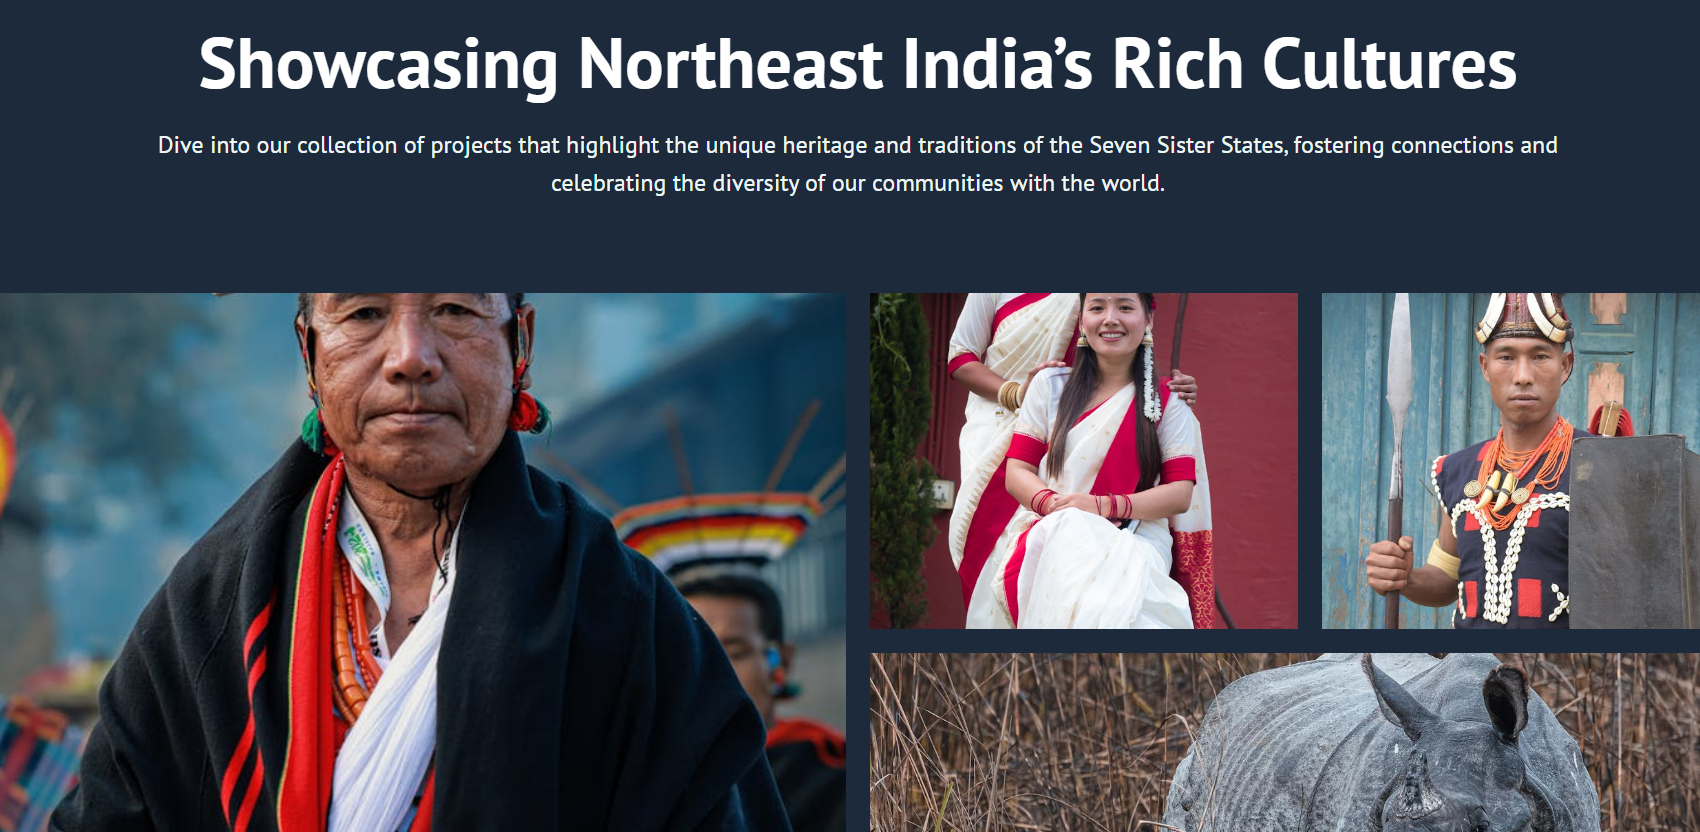 Showcasing Northeast India’s Rich Cultures
Dive into our collection of projects that highlight the unique heritage and traditions of the Seven Sister States, fostering connections and
celebrating the diversity of our communities with the world.